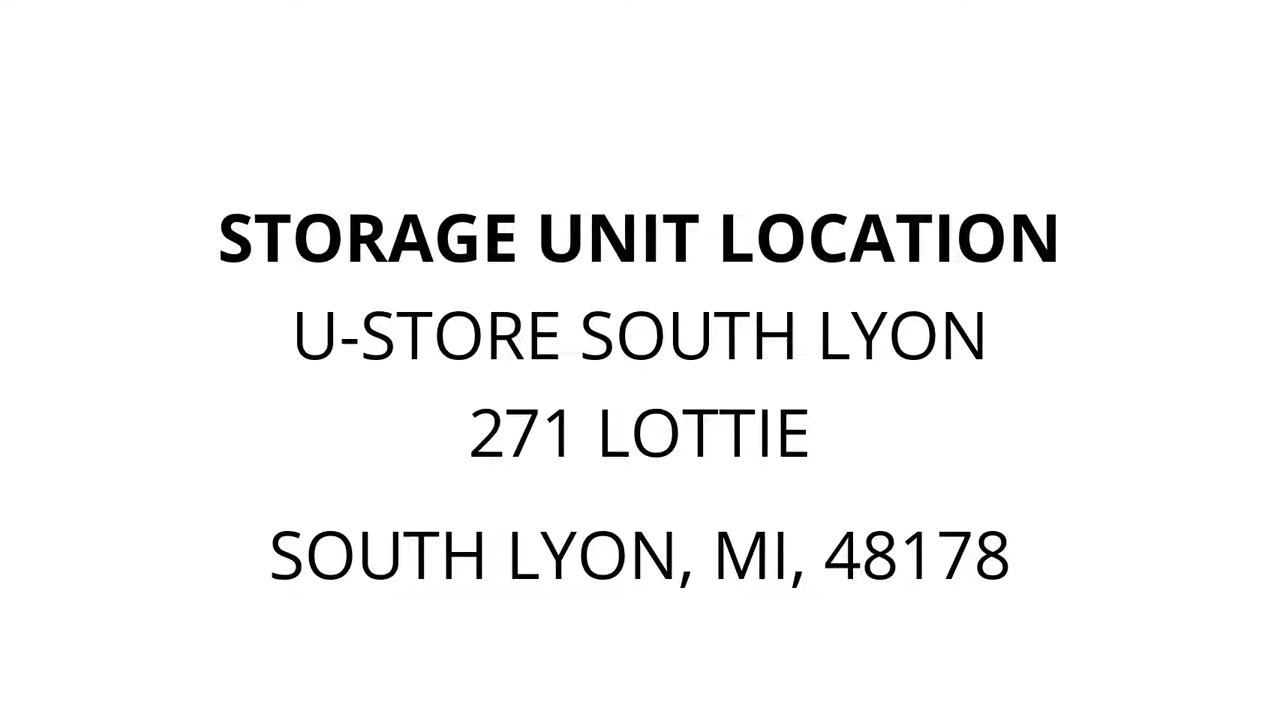 STORAGE UNIT LOCATION
U-STORE SOUTH LYON
271 LOTTIE
SOUTH LYON, MI, 48178